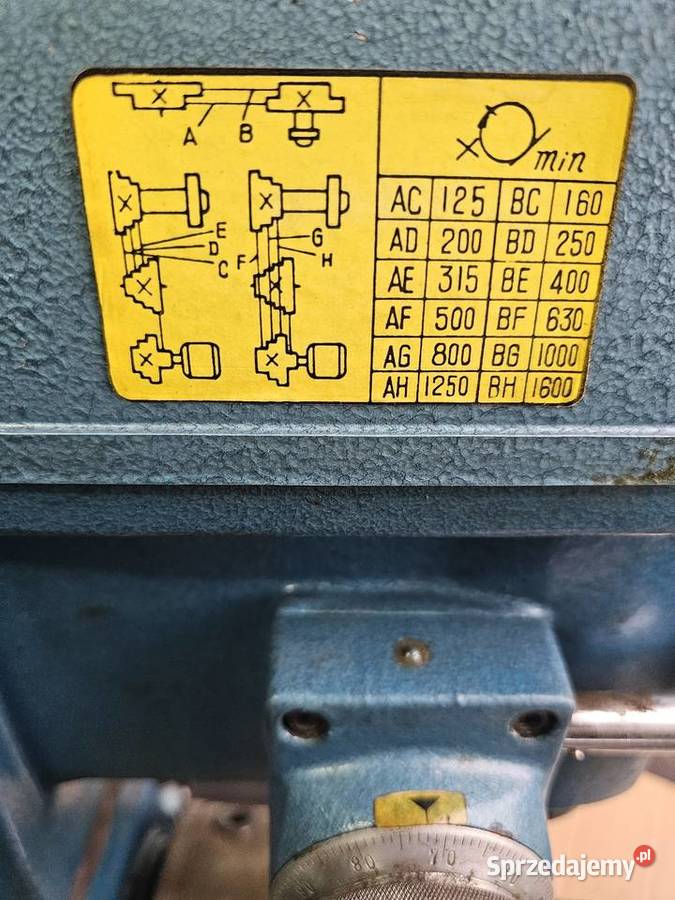 A B
min
AC 125 BC 160
AD 200 BD 250
AE 315 BE 400
AF 500 BF 630
AG 800 BG 1000
AH 1250 BH 1600
E
D
C
F
G
H
80 70
Sprzedajemy.pl